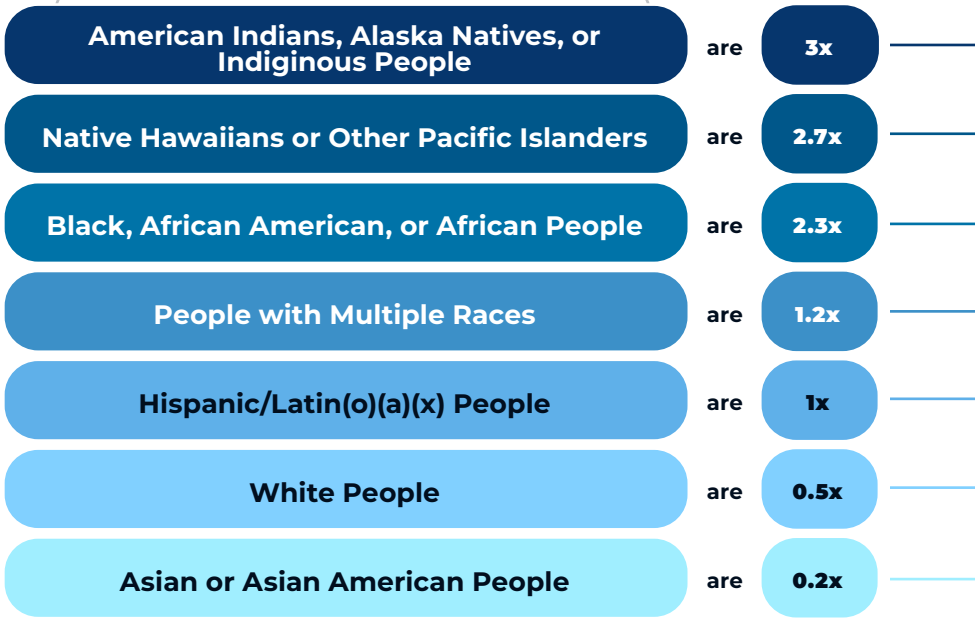 American Indians, Alaska Natives, or
Indiginous People
are
3x
Native Hawaiians or Other Pacific Islanders
are
2.7x
Black, African American, or African People
are
2.3x
People with Multiple Races
are
1.2x
Hispanic/Latin(o)(a)(x) People
are
1x
White People
are
0.5x
Asian or Asian American People
are
0.2x